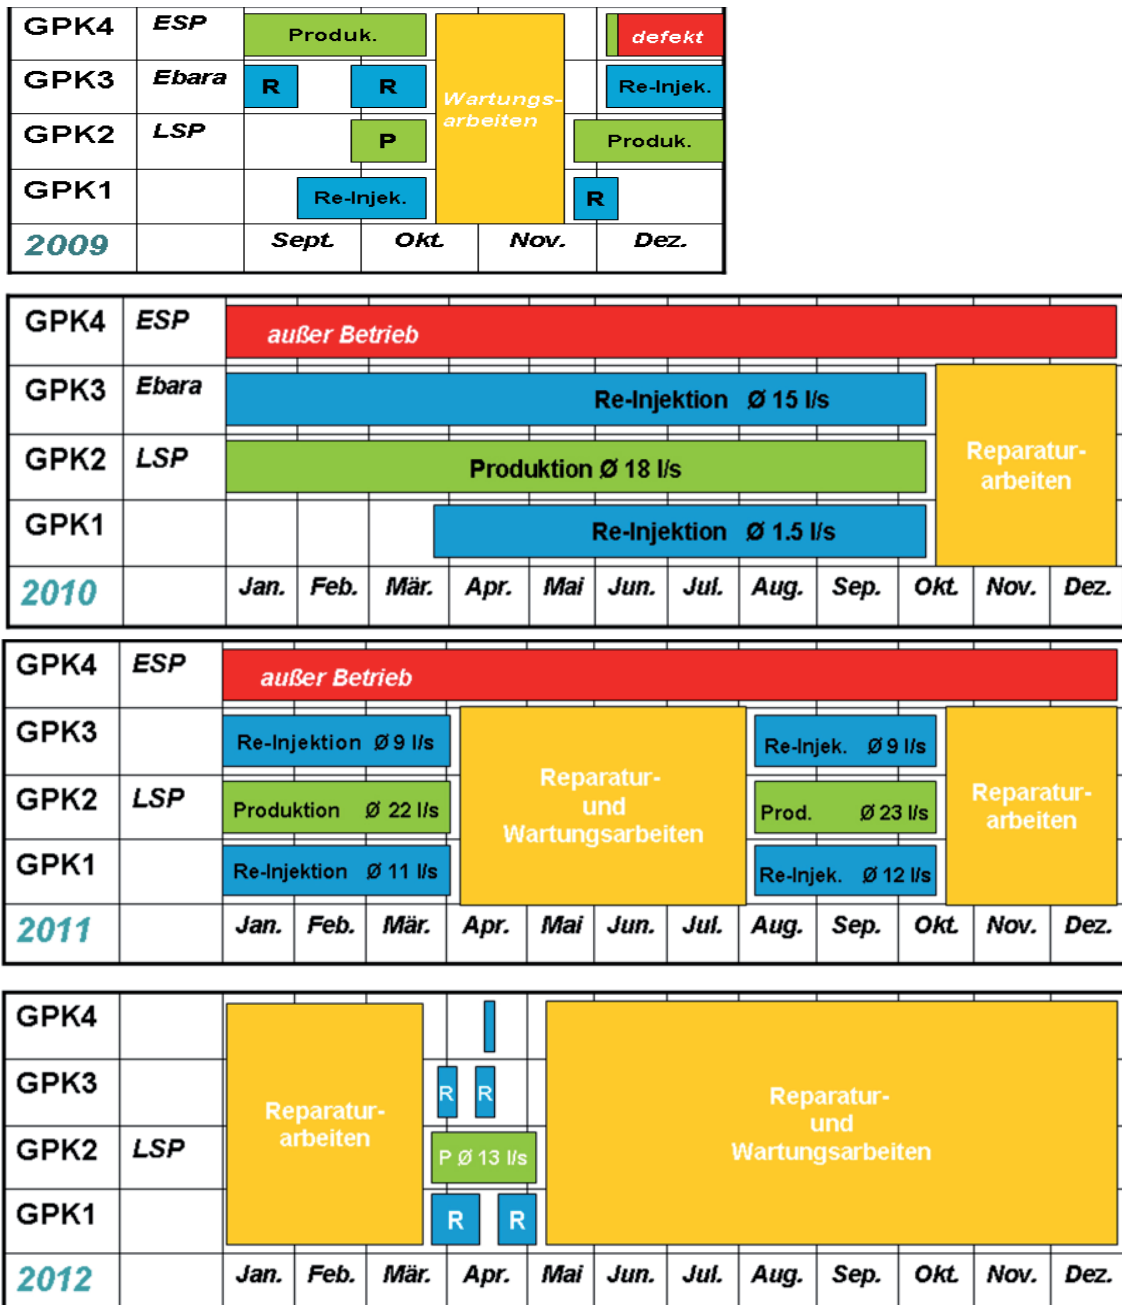 GPK4 ESP Produk. defekt
GPK3 Ebara R R Re-Injek.
Wartungs-
arbeiten
GPK2 LSP P Produk.
GPK1 Re-Injek. R
2009 Sept. Okt. Nov. Dez.
GPK4 ESP außer Betrieb
GPK3 Ebara Re-Injektion Ø 15 l/s
GPK2 LSP Produktion Ø 18 l/s
Reparatur-
arbeiten
GPK1 Re-Injektion Ø 1.5 l/s
2010 Jan. Feb. Mär. Apr. Mai Jun. Jul. Aug. Sep. Okt. Nov. Dez.
GPK4 ESP außer Betrieb
GPK3 Re-Injektion Ø 9 l/s Re-Injek. Ø 9 l/s
Reparatur-
und
Wartungsarbeiten
GPK2 LSP Produktion Ø 22 l/s Prod. Ø 23 l/s
Reparatur-
arbeiten
GPK1 Re-Injektion Ø 11 l/s Re-Injek. Ø 12 l/s
2011 Jan. Feb. Mär. Apr. Mai Jun. Jul. Aug. Sep. Okt. Nov. Dez.
GPK4
GPK3 R R
Reparatur-
arbeiten
Reparatur-
und
Wartungsarbeiten
GPK2 LSP P Ø 13 l/s
GPK1 R R
2012 Jan. Feb. Mär. Apr. Mai Jun. Jul. Aug. Sep. Okt. Nov. Dez.